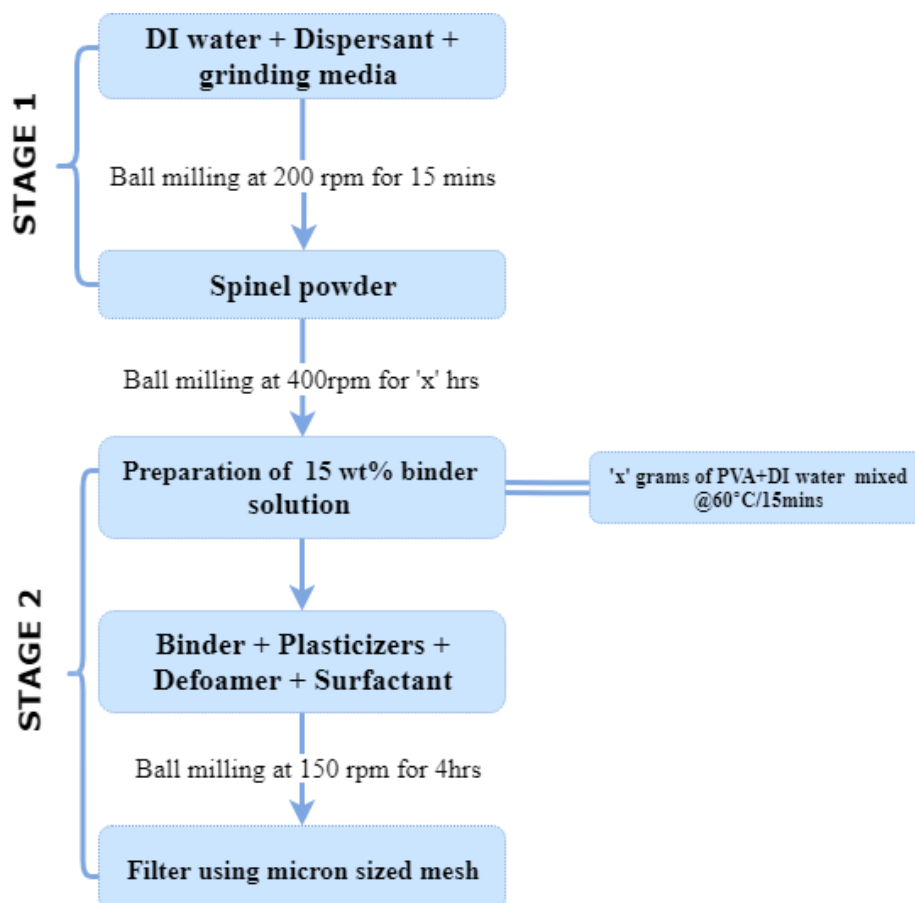 STAGE 1
DI water + Dispersant +
grinding media
Ball milling at 200 rpm for 15 mins
Spinel powder
Ball milling at 400rpm for 'x' hrs
STAGE 2
Preparation of 15 wt% binder
solution
'x' grams of PVA+DI water mixed
@60°C/15mins
Binder + Plasticizers +
Defoamer + Surfactant
Ball milling at 150 rpm for 4hrs
Filter using micron sized mesh